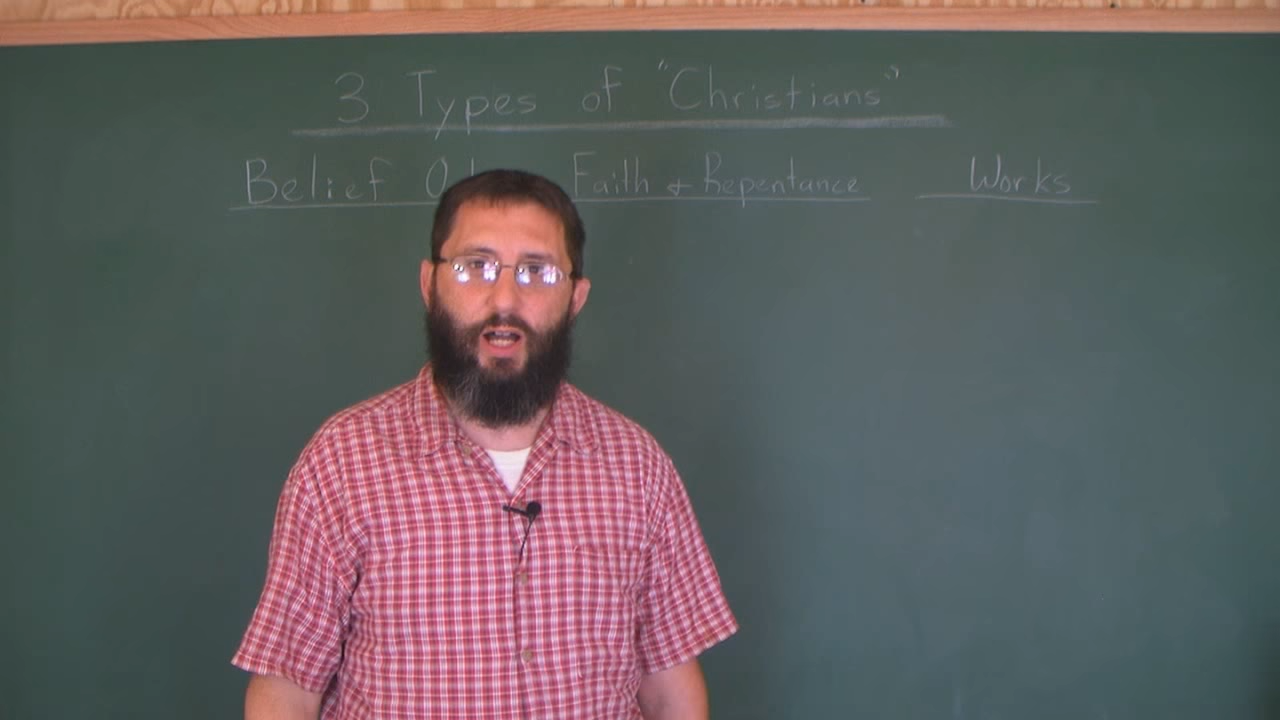 3 Types of "Christians"
Belief Faith & Repentance Works